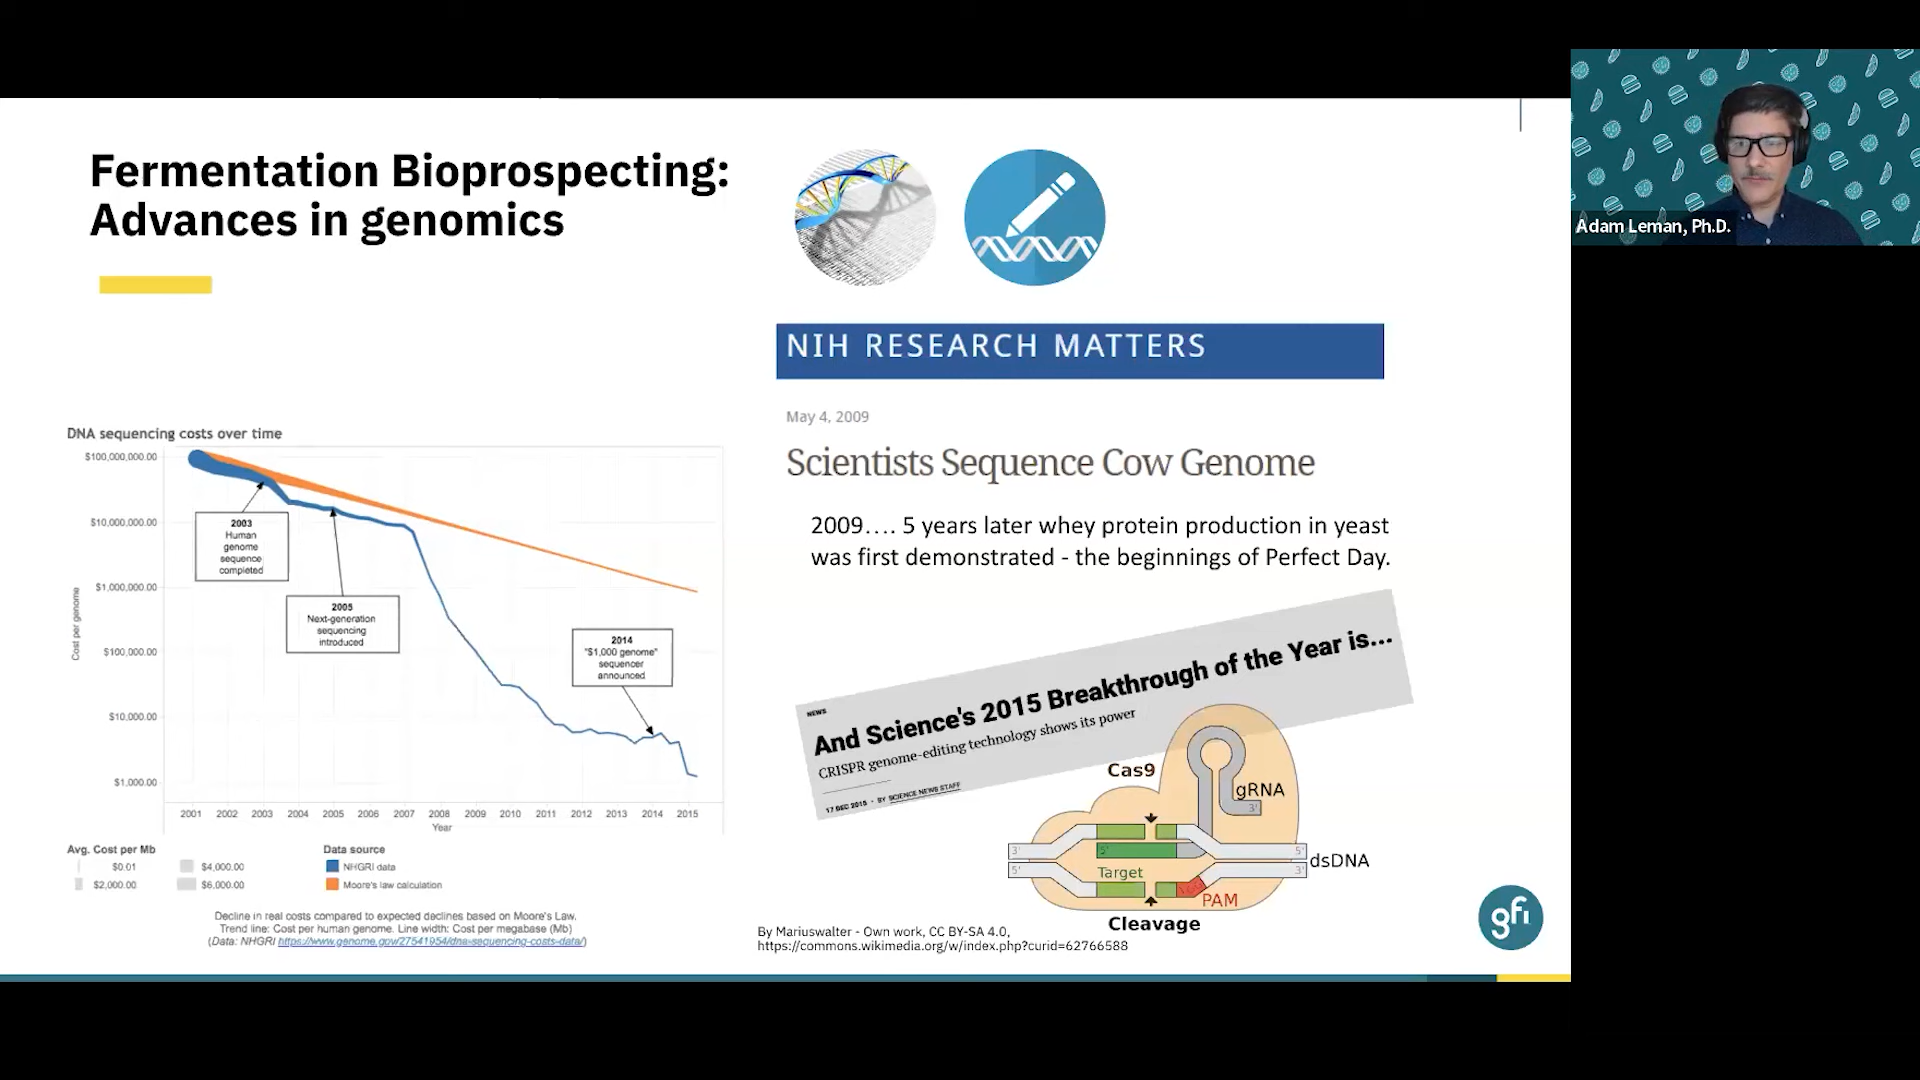 Fermentation Bioprospecting:
Advances in genomics
Adam Leman, Ph.D.
NIH RESEARCH MATTERS
May 4, 2009
Scientists Sequence Cow Genome
2009.... 5 years later whey protein production in yeast
was first demonstrated - the beginnings of Perfect Day.
DNA sequencing costs over time
$100,000,000.00
$10,000,000.00
$1,000,000.00
$100,000.00
$10,000.00
$1,000.00
Cost per genome
2003
Human
genome
sequence
completed
2005
Next-generation
sequencing
introduced
2014
"$1,000 genome"
sequencer
announced
2001 2002 2003 2004 2005 2006 2007 2008 2009 2010 2011 2012 2013 2014 2015
Year
Avg. Cost per Mb
$0.01
$2,000.00
$4,000.00
$6,000.00
Data source
NHGRI data
Moore's law calculation
Decline in real costs compared to expected declines based on Moore's Law.
Trend line: Cost per human genome. Line width: Cost per megabase (Mb)
(Data: NHGRI https://www.genome.gov/27541954/dna-sequencing-costs-data/)
NEWS
And Science's 2015 Breakthrough of the Year is...
CRISPR genome-editing technology shows its power
17 DEC 2015 • BY SCIENCE NEWS STAFF
Cas9
gRNA
3'
3' 5' 5'
dsDNA
5' 3'
Target
PAM
Cleavage
By Mariuswalter - Own work, CC BY-SA 4.0,
https://commons.wikimedia.org/w/index.php?curid=62766588
gfi